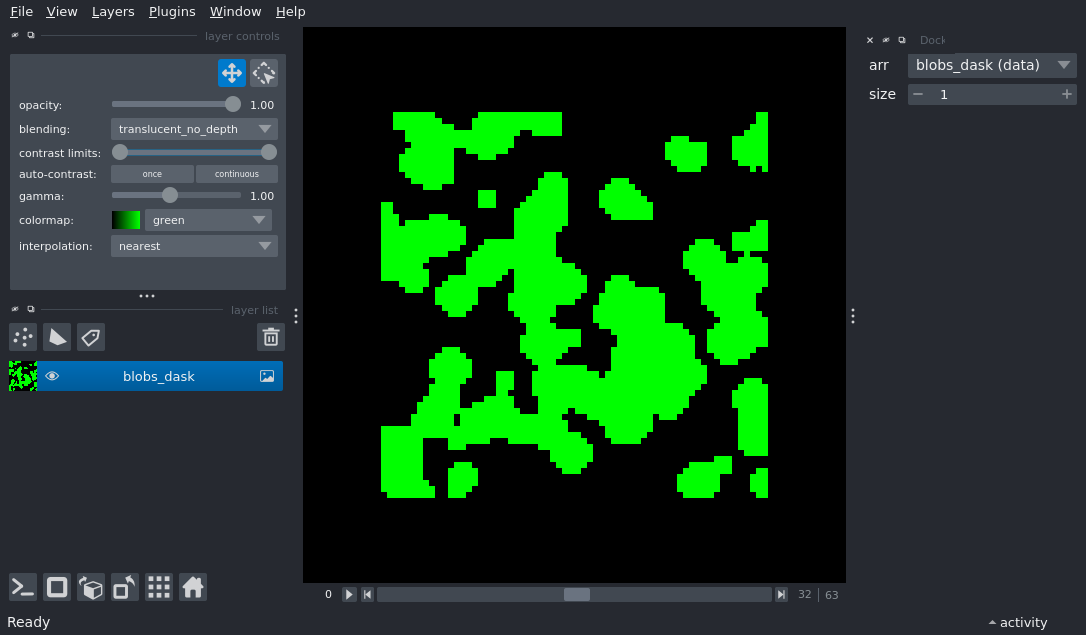 File View Layers Plugins Window Help
layer controls
opacity: 1.00
blending: translucent_no_depth
contrast limits:
auto-contrast: once continuous
gamma: 1.00
colormap: green
interpolation: nearest
layer list
blobs_dask
0 32 63
Dock
arr blobs_dask (data)
size 1
Ready
activity